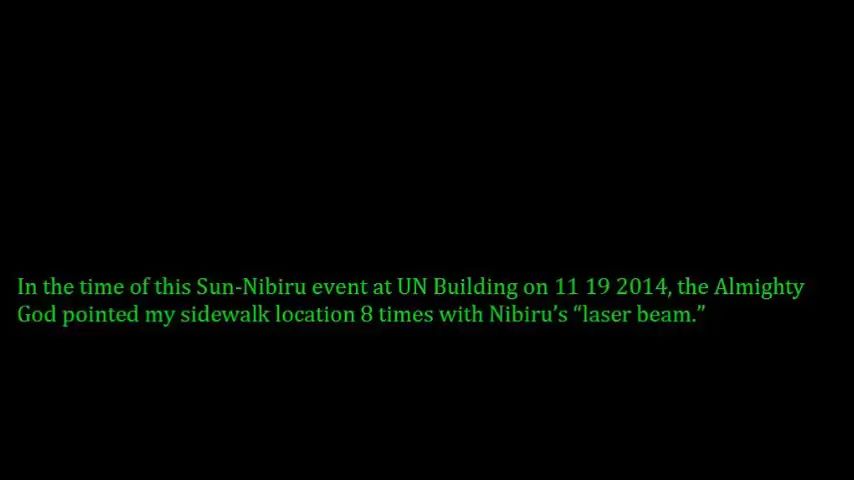 In the time of this Sun-Nibiru event at UN Building on 11 19 2014, the Almighty
God pointed my sidewalk location 8 times with Nibiru’s “laser beam.”